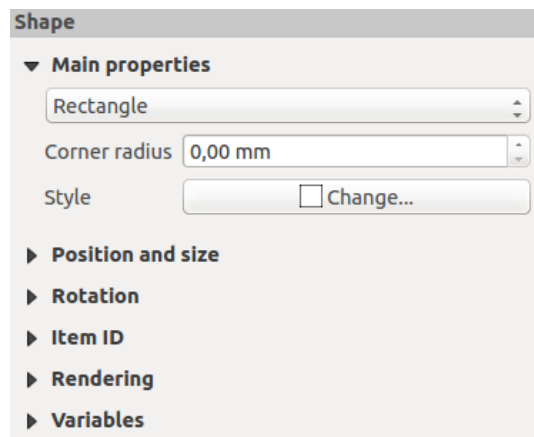 Shape
Main properties
Rectangle
Corner radius 0,00 mm
Style Change...
Position and size
Rotation
Item ID
Rendering
Variables